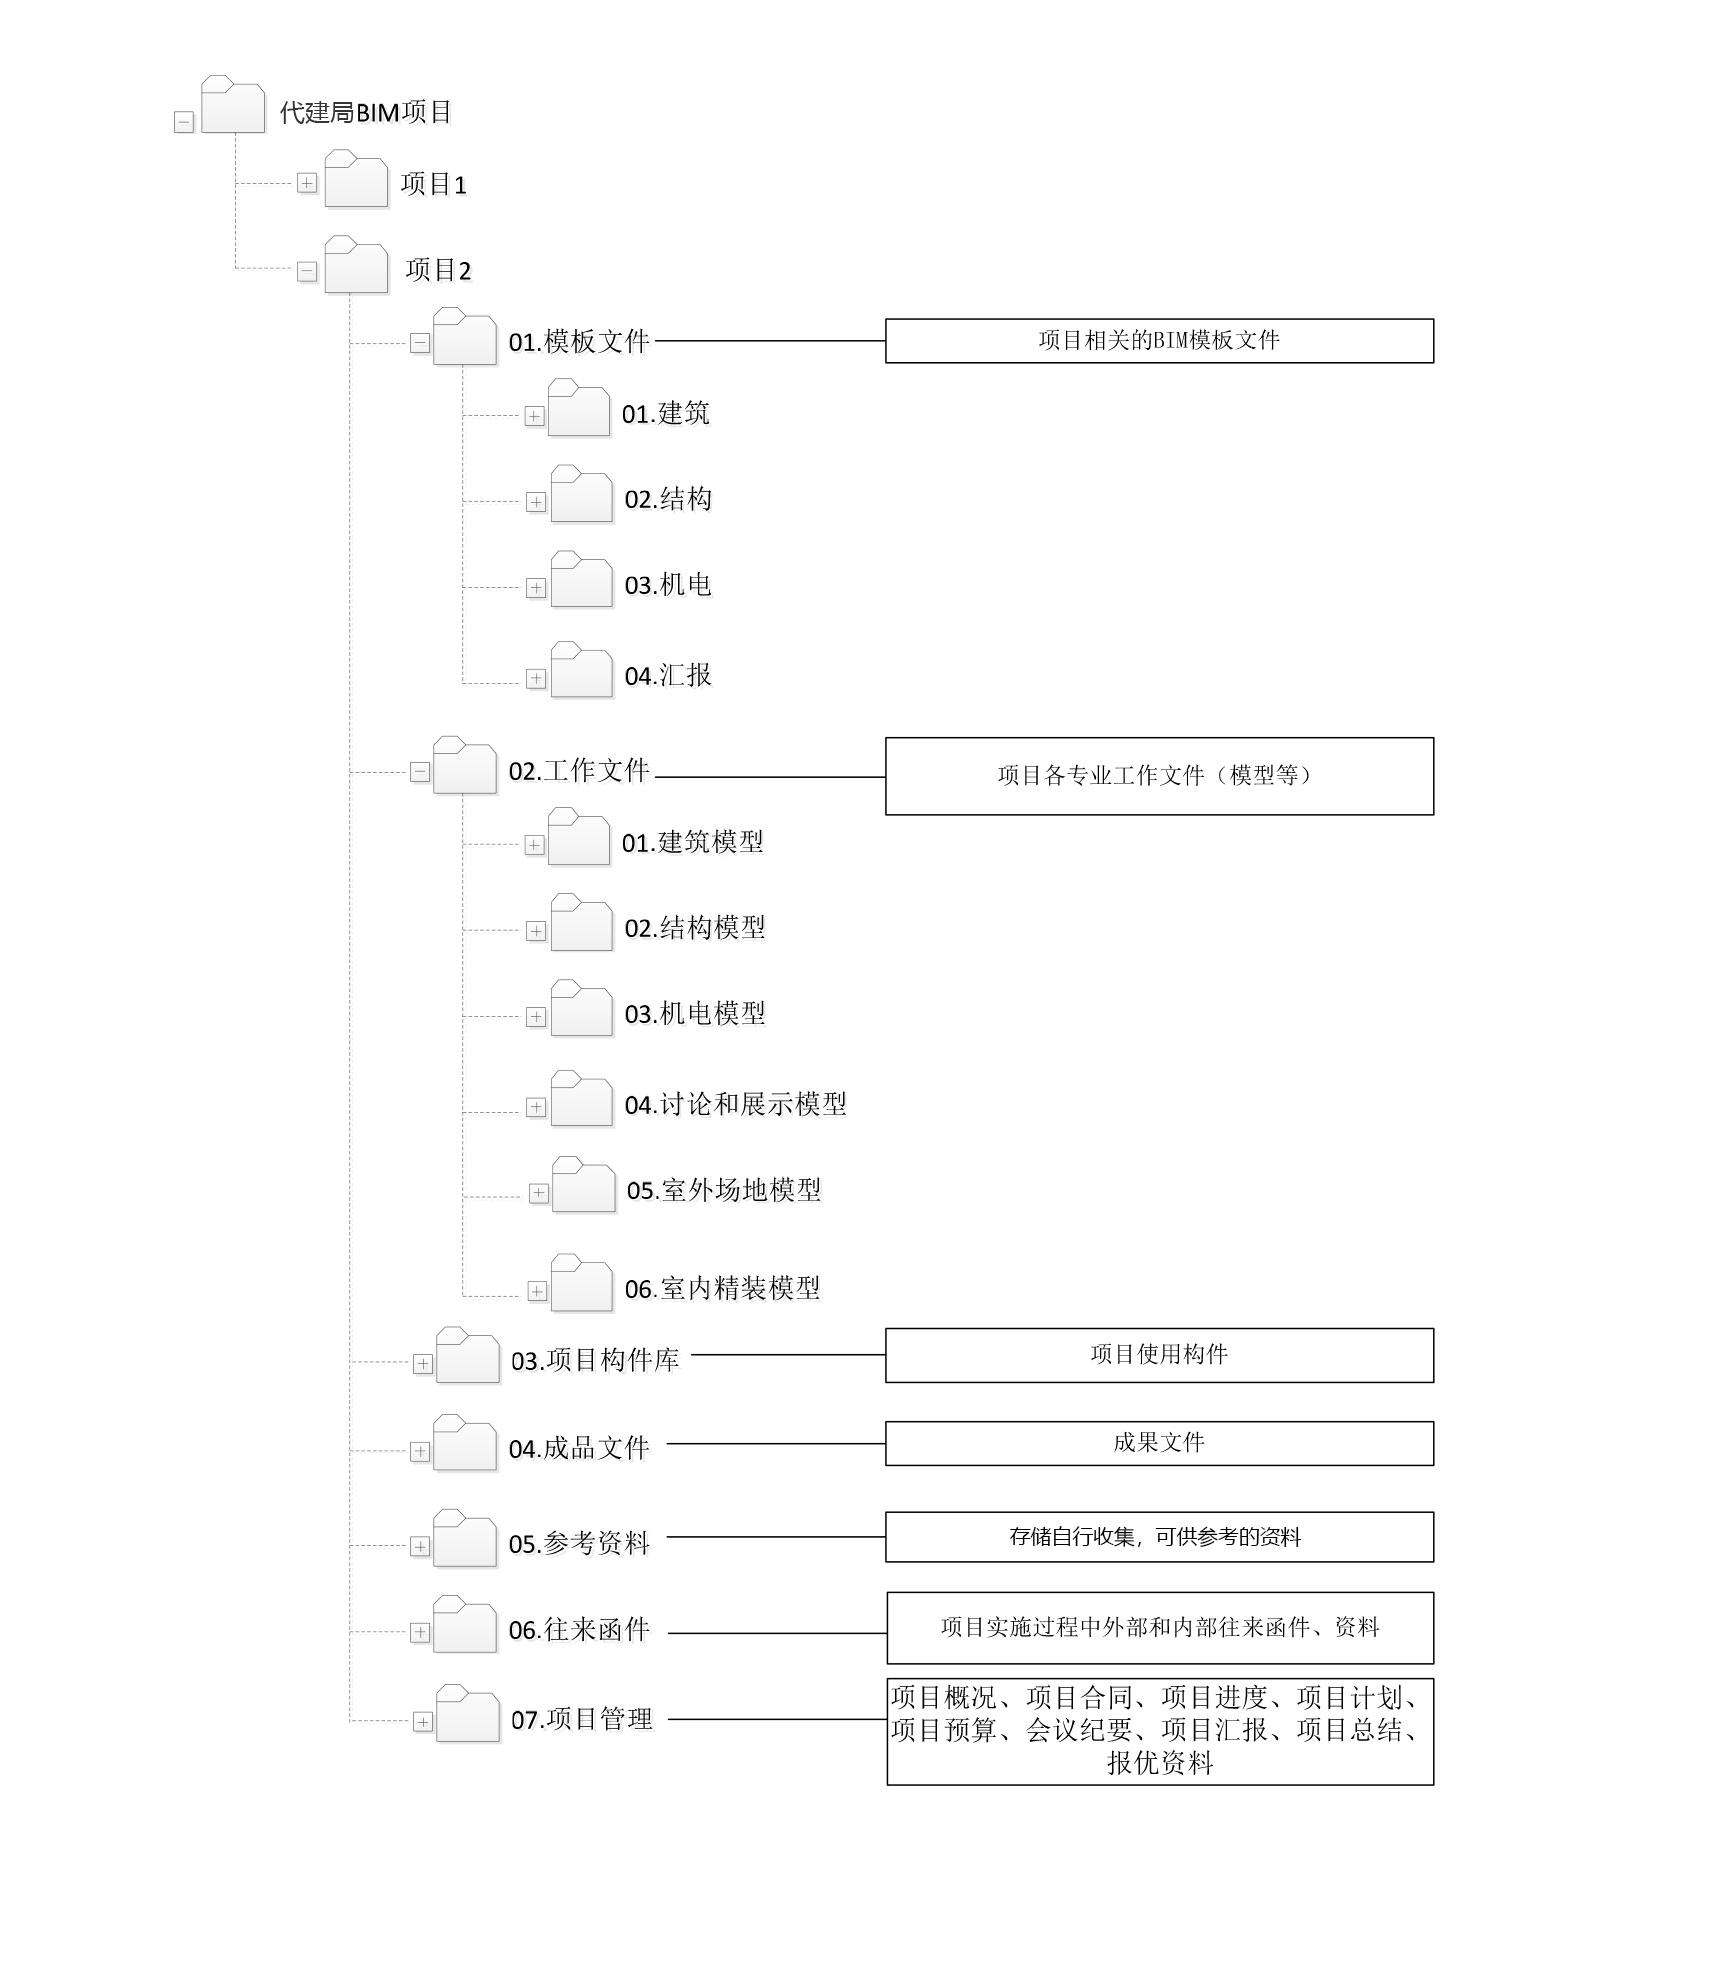 代建局BIM项目
项目1
项目2
01.模板文件
项目相关的BIM模板文件
01.建筑
02.结构
03.机电
04.汇报
02.工作文件
项目各专业工作文件（模型等）
01.建筑模型
02.结构模型
03.机电模型
04.讨论和展示模型
05.室外场地模型
06.室内精装模型
03.项目构件库
项目使用构件
04.成品文件
成果文件
05.参考资料
存储自行收集，可供参考的资料
06.往来函件
项目实施过程中外部和内部往来函件、资料
07.项目管理
项目概况、项目合同、项目进度、项目计划、
项目预算、会议纪要、项目汇报、项目总结、
报优资料